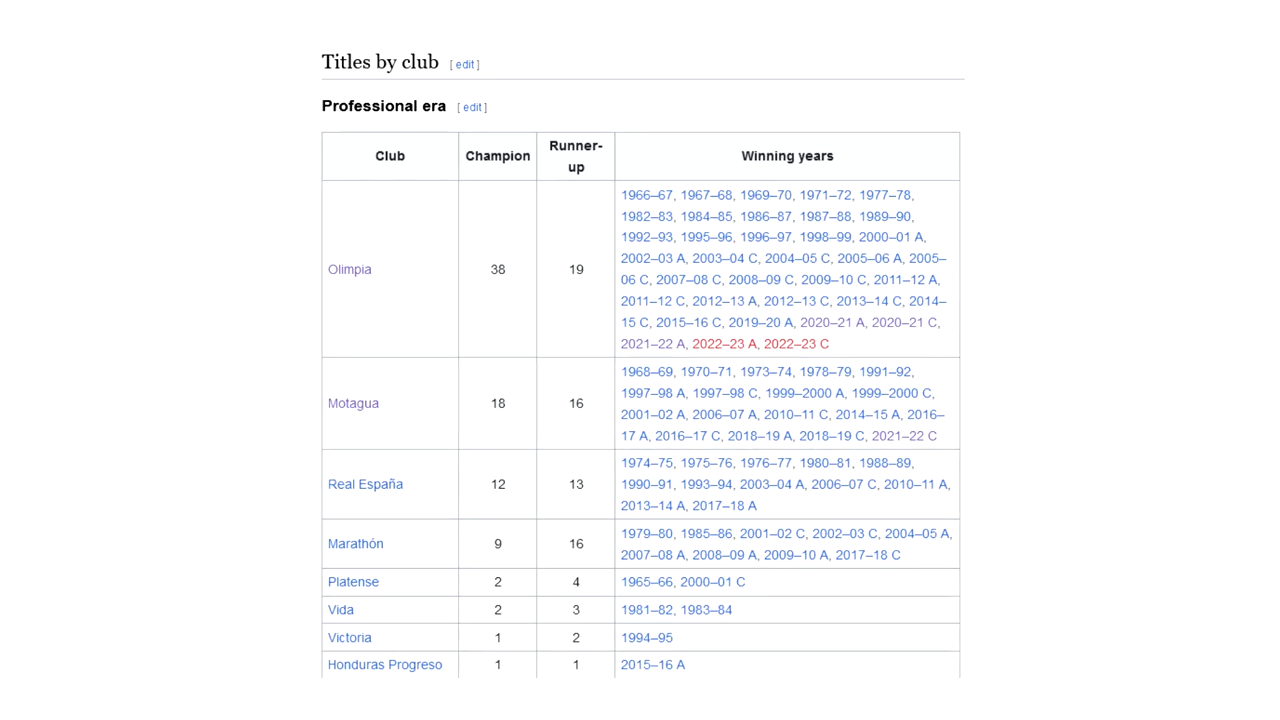 Titles by club [ edit ]
Professional era [ edit ]
Club Champion Runner-up Winning years
Olimpia 38 19 1966–67, 1967–68, 1969–70, 1971–72, 1977–78,
1982–83, 1984–85, 1986–87, 1987–88, 1989–90,
1992–93, 1995–96, 1996–97, 1998–99, 2000–01 A,
2002–03 A, 2003–04 C, 2004–05 C, 2005–06 A, 2005–
06 C, 2007–08 C, 2008–09 C, 2009–10 C, 2011–12 A,
2011–12 C, 2012–13 A, 2012–13 C, 2013–14 C, 2014–
15 C, 2015–16 C, 2019–20 A, 2020–21 A, 2020–21 C,
2021–22 A, 2022–23 A, 2022–23 C
Motagua 18 16 1968–69, 1970–71, 1973–74, 1978–79, 1991–92,
1997–98 A, 1997–98 C, 1999–2000 A, 1999–2000 C,
2001–02 A, 2006–07 A, 2010–11 C, 2014–15 A, 2016–
17 A, 2016–17 C, 2018–19 A, 2018–19 C, 2021–22 C
Real España 12 13 1974–75, 1975–76, 1976–77, 1980–81, 1988–89,
1990–91, 1993–94, 2003–04 A, 2006–07 C, 2010–11 A,
2013–14 A, 2017–18 A
Marathón 9 16 1979–80, 1985–86, 2001–02 C, 2002–03 C, 2004–05 A,
2007–08 A, 2008–09 A, 2009–10 A, 2017–18 C
Platense 2 4 1965–66, 2000–01 C
Vida 2 3 1981–82, 1983–84
Victoria 1 2 1994–95
Honduras Progreso 1 1 2015–16 A